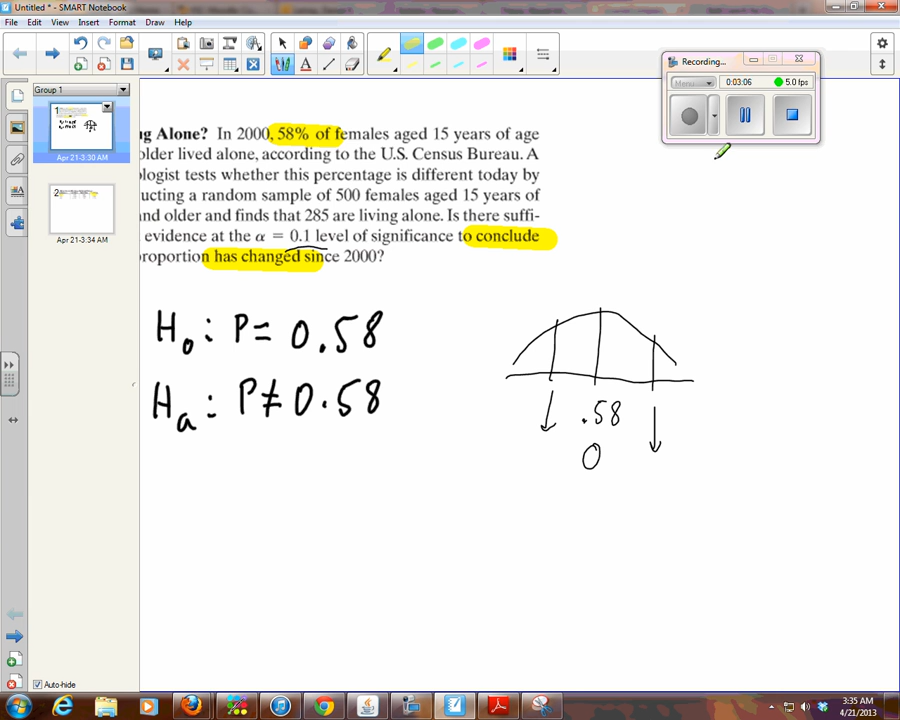 Untitled * - SMART Notebook
File Edit View Insert Format Draw Help
Recording...
Menu
0:03:06
5.0 fps
Group 1
Apr 21-3:30 AM
2
Apr 21-3:34 AM
ng Alone? In 2000, 58% of females aged 15 years of age
older lived alone, according to the U.S. Census Bureau. A
ologist tests whether this percentage is different today by
ucting a random sample of 500 females aged 15 years of
and older and finds that 285 are living alone. Is there suffi-
evidence at the α = 0.1 level of significance to conclude
proportion has changed since 2000?
H₀: P = 0.58
Hₐ: P ≠ 0.58
.58
0
Auto-hide
3:35 AM
4/21/2013